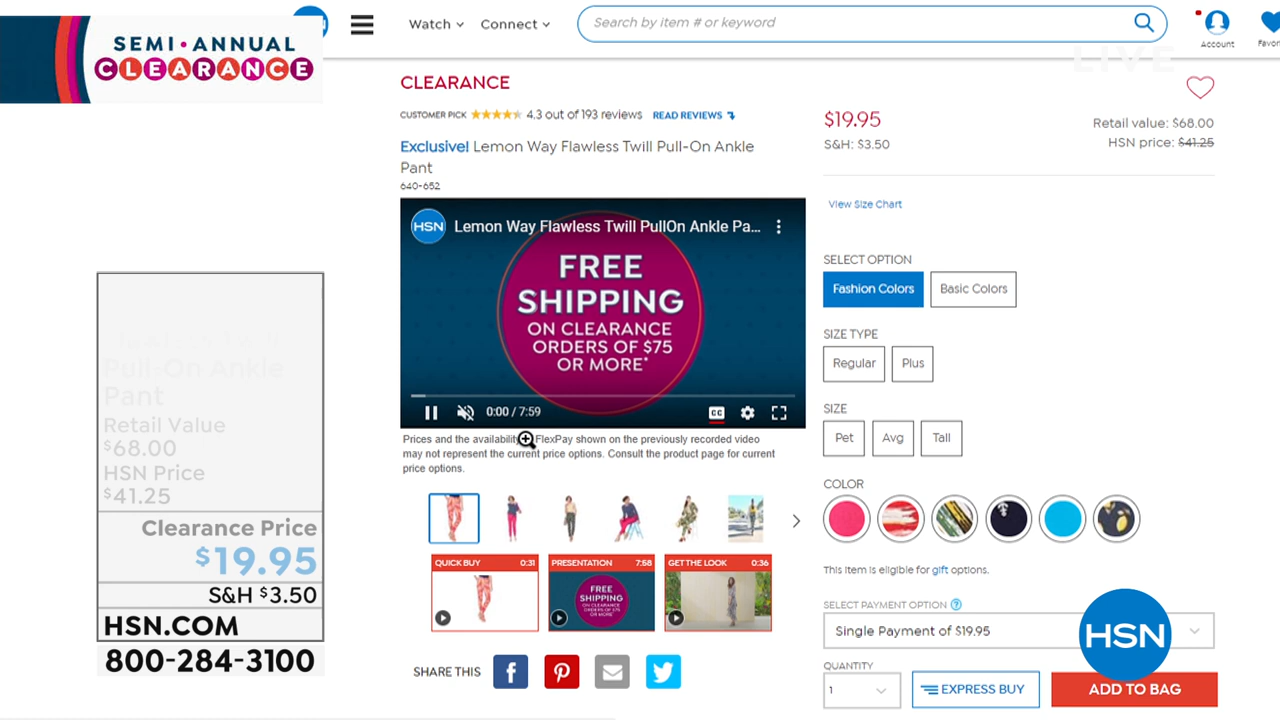 SEMI•ANNUAL
CLEARANCE
Watch
Connect
Search by item # or keyword
Account
LIVE
CLEARANCE
CUSTOMER PICK 4.3 out of 193 reviews READ REVIEWS
Exclusive! Lemon Way Flawless Twill Pull-On Ankle
Pant
640-652
HSN Lemon Way Flawless Twill PullOn Ankle Pa...
FREE
SHIPPING
ON CLEARANCE
ORDERS OF $75
OR MORE*
0:00 / 7:59
CC
Prices and the availability FlexPay shown on the previously recorded video
may not represent the current price options. Consult the product page for current
price options.
QUICK BUY 0:31
PRESENTATION 7:58
GET THE LOOK 0:36
FREE
SHIPPING
ON CLEARANCE
ORDERS OF $75
OR MORE*
SHARE THIS
$19.95
S&H: $3.50
Retail value: $68.00
HSN price: $41.25
View Size Chart
SELECT OPTION
Fashion Colors
Basic Colors
SIZE TYPE
Regular
Plus
SIZE
Pet
Avg
Tall
COLOR
This item is eligible for gift options.
SELECT PAYMENT OPTION ?
Single Payment of $19.95
HSN
QUANTITY
1
EXPRESS BUY
ADD TO BAG
Pull-On Ankle
Pant
Retail Value
$68.00
HSN Price
$41.25
Clearance Price
$19.95
S&H $3.50
HSN.COM
800-284-3100